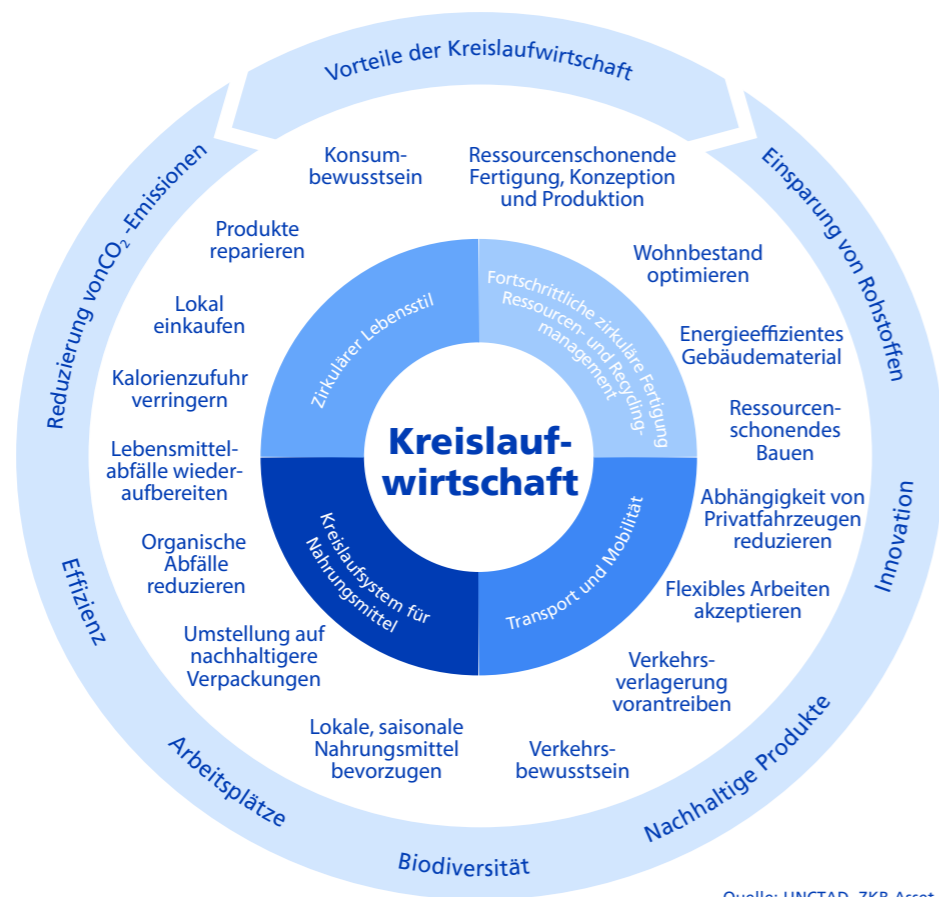 Vorteile der Kreislaufwirtschaft
Einsparung von Rohstoffen
Innovation
Nachhaltige Produkte
Biodiversität
Arbeitsplätze
Effizienz
Reduzierung vonCO₂ -Emissionen
Konsum-
bewusstsein
Produkte
reparieren
Lokal
einkaufen
Kalorienzufuhr
verringern
Lebensmittel-
abfälle wieder-
aufbereiten
Organische
Abfälle
reduzieren
Umstellung auf
nachhaltigere
Verpackungen
Lokale, saisonale
Nahrungsmittel
bevorzugen
Ressourcenschonende
Fertigung, Konzeption
und Produktion
Wohnbestand
optimieren
Energieeffizientes
Gebäudematerial
Ressourcen-
schonendes
Bauen
Abhängigkeit von
Privatfahrzeugen
reduzieren
Flexibles Arbeiten
akzeptieren
Verkehrs-
verlagerung
vorantreiben
Verkehrs-
bewusstsein
Zirkulärer Lebensstil
Fortschrittliche zirkuläre Fertigung
Ressourcen- und Recycling-
management
Transport und Mobilität
Kreislaufsystem für
Nahrungsmittel
Kreislauf-
wirtschaft
Quelle: UNCTAD, ZKB Asset